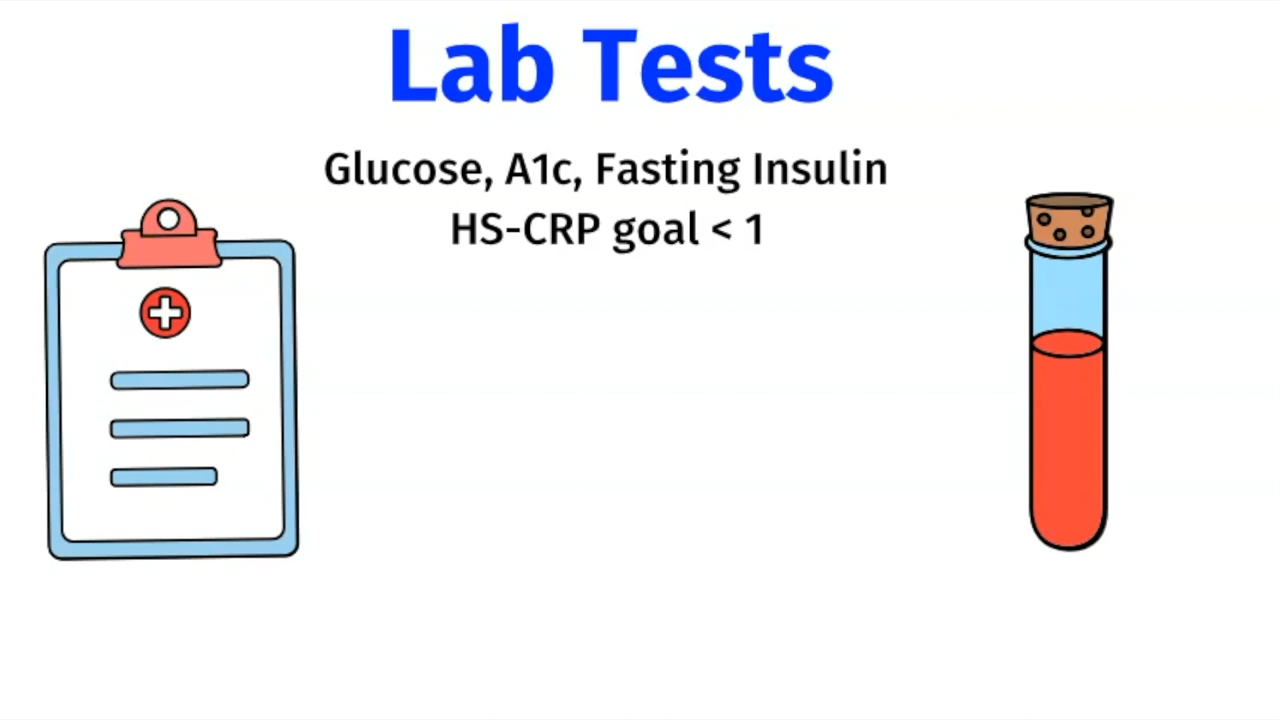 Lab Tests
Glucose, A1c, Fasting Insulin
HS-CRP goal < 1